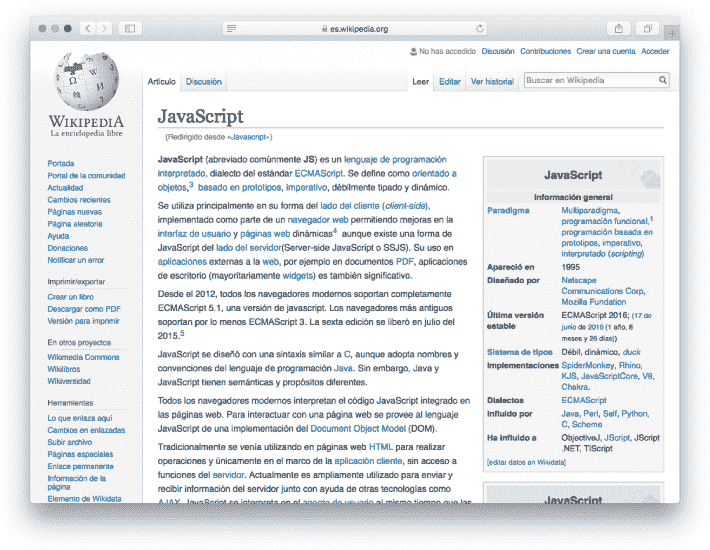 es.wikipedia.org
No has accedido Discusión Contribuciones Crear una cuenta Acceder
Artículo Discusión Leer Editar Ver historial Buscar en Wikipedia
WIKIPEDIA
La enciclopedia libre
Portada
Portal de la comunidad
Actualidad
Cambios recientes
Páginas nuevas
Página aleatoria
Ayuda
Donaciones
Notificar un error
Imprimir/exportar
Crear un libro
Descargar como PDF
Versión para imprimir
En otros proyectos
Wikimedia Commons
Wikilibros
Wikiversidad
Herramientas
Lo que enlaza aquí
Cambios en enlazadas
Subir archivo
Páginas especiales
Enlace permanente
Información de la
página
Elemento de Wikidata
JavaScript
(Redirigido desde «Javascript»)
JavaScript (abreviado comúnmente JS) es un lenguaje de programación
interpretado, dialecto del estándar ECMAScript. Se define como orientado a
objetos,3 basado en prototipos, imperativo, débilmente tipado y dinámico.
Se utiliza principalmente en su forma del lado del cliente (client-side),
implementado como parte de un navegador web permitiendo mejoras en la
interfaz de usuario y páginas web dinámicas4 aunque existe una forma de
JavaScript del lado del servidor(Server-side JavaScript o SSJS). Su uso en
aplicaciones externas a la web, por ejemplo en documentos PDF, aplicaciones
de escritorio (mayoritariamente widgets) es también significativo.
Desde el 2012, todos los navegadores modernos soportan completamente
ECMAScript 5.1, una versión de javascript. Los navegadores más antiguos
soportan por lo menos ECMAScript 3. La sexta edición se liberó en julio del
2015.5
JavaScript se diseñó con una sintaxis similar a C, aunque adopta nombres y
convenciones del lenguaje de programación Java. Sin embargo, Java y
JavaScript tienen semánticas y propósitos diferentes.
Todos los navegadores modernos interpretan el código JavaScript integrado en
las páginas web. Para interactuar con una página web se provee al lenguaje
JavaScript de una implementación del Document Object Model (DOM).
Tradicionalmente se venía utilizando en páginas web HTML para realizar
operaciones y únicamente en el marco de la aplicación cliente, sin acceso a
funciones del servidor. Actualmente es ampliamente utilizado para enviar y
recibir información del servidor junto con ayuda de otras tecnologías como
AJAX. JavaScript se interpreta en el agente de usuario al mismo tiempo que las
JavaScript
Información general
Paradigma Multiparadigma,
programación funcional,1
programación basada en
prototipos, imperativo,
interpretado (scripting)
Apareció en 1995
Diseñado por Netscape
Communications Corp,
Mozilla Fundation
Última versión ECMAScript 2016; (17 de
estable junio de 2016 (1 año, 8
meses y 26 días))
Sistema de tipos Débil, dinámico, duck
Implementaciones SpiderMonkey, Rhino,
KJS, JavaScriptCore, V8,
Chakra.
Dialectos ECMAScript
Influido por Java, Perl, Self, Python,
C, Scheme
Ha influido a ObjectiveJ, JScript, JScript
.NET, TIScript
[editar datos en Wikidata]
JavaScript